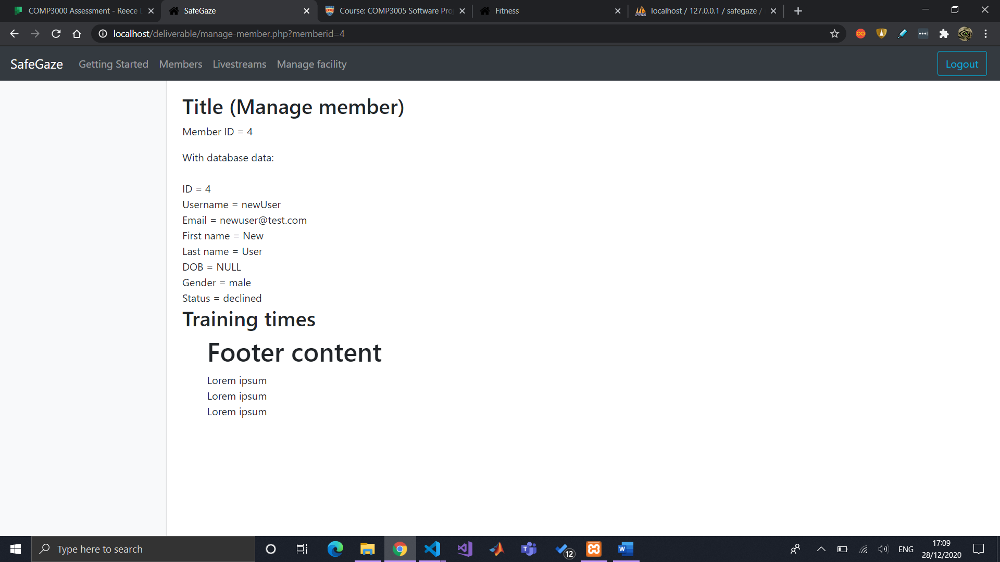 COMP3000 Assessment - Reece
SafeGaze
Course: COMP3005 Software Pro
Fitness
localhost / 127.0.0.1 / safegaze /
localhost/deliverable/manage-member.php?memberid=4
SafeGaze Getting Started Members Livestreams Manage facility Logout
Title (Manage member)
Member ID = 4
With database data:
ID = 4
Username = newUser
Email = newuser@test.com
First name = New
Last name = User
DOB = NULL
Gender = male
Status = declined
Training times
Footer content
Lorem ipsum
Lorem ipsum
Lorem ipsum
Type here to search
12
ENG
17:09
28/12/2020